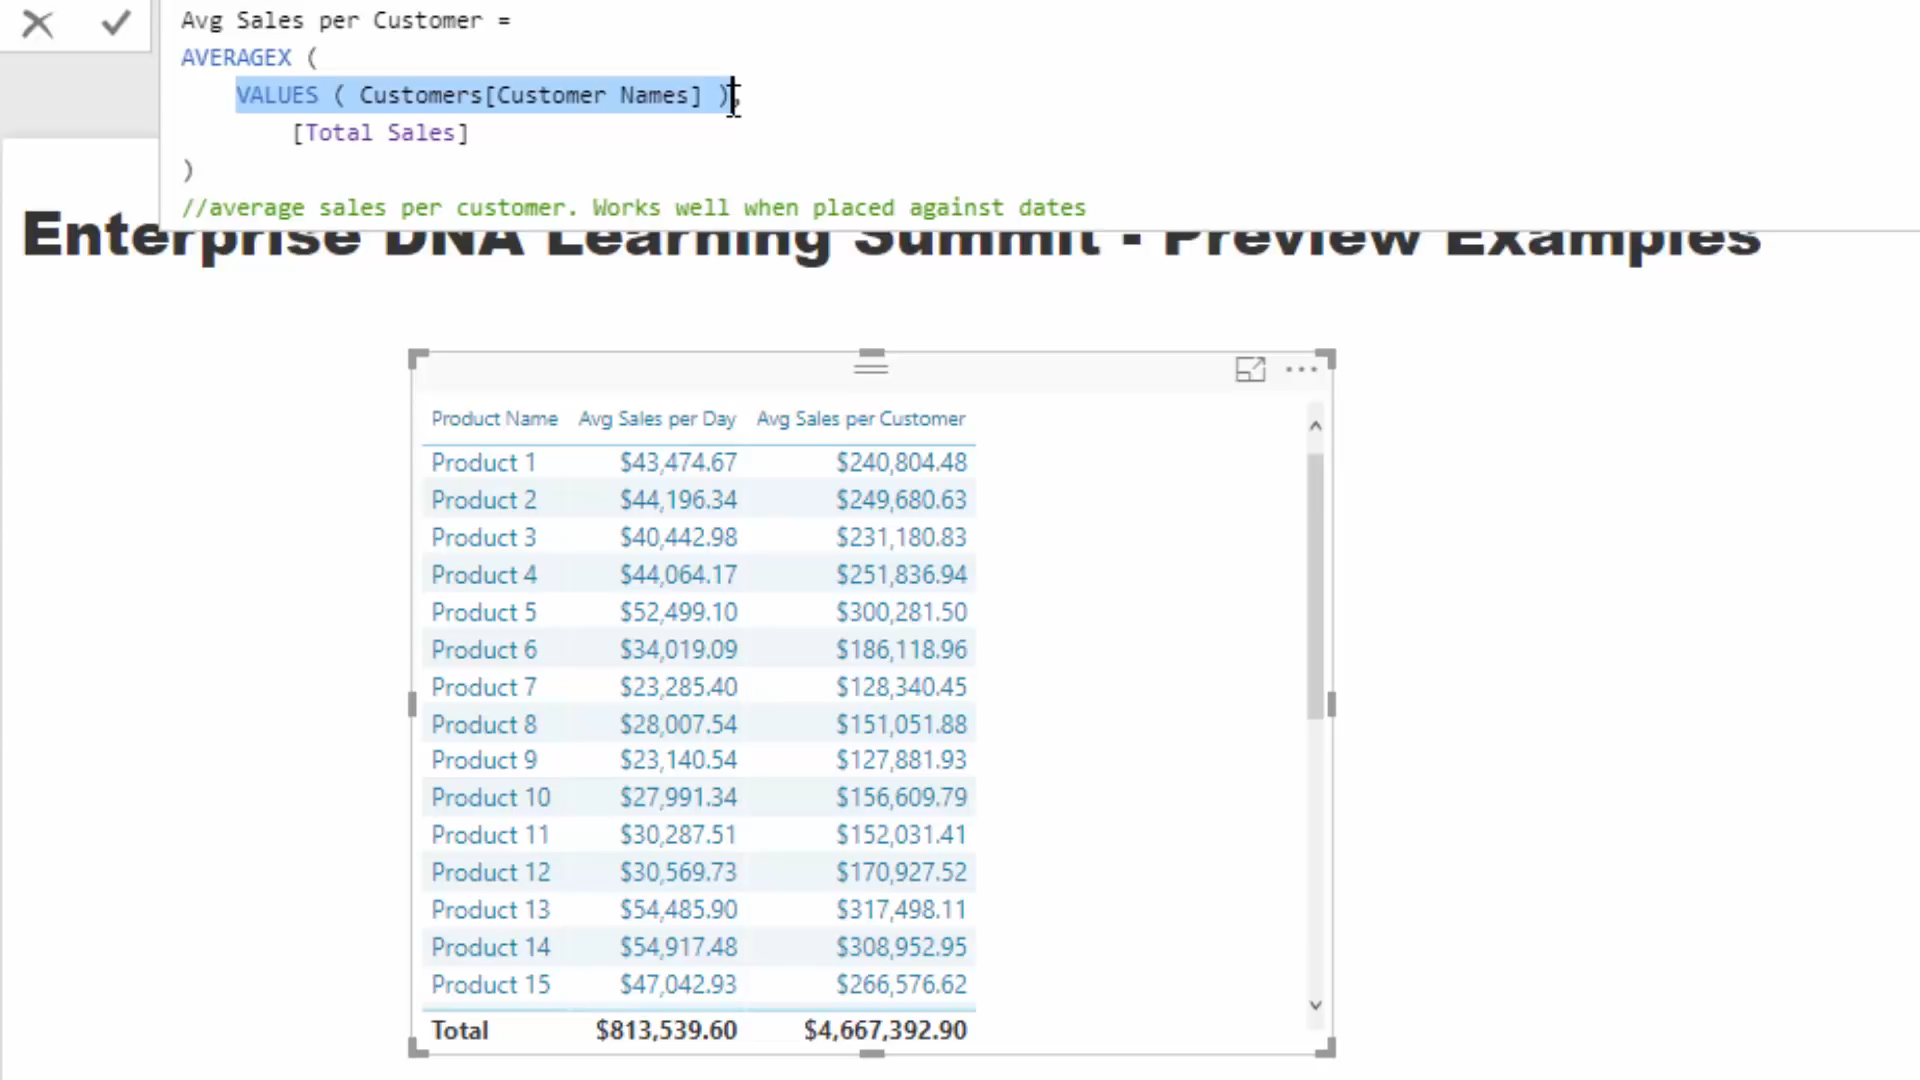 Avg Sales per Customer =
AVERAGEX (
VALUES ( Customers[Customer Names] ),
[Total Sales]
)
//average sales per customer. Works well when placed against dates
Enterprise DNA Learning Summit - Preview Examples
Product Name Avg Sales per Day Avg Sales per Customer
Product 1 $43,474.67 $240,804.48
Product 2 $44,196.34 $249,680.63
Product 3 $40,442.98 $231,180.83
Product 4 $44,064.17 $251,836.94
Product 5 $52,499.10 $300,281.50
Product 6 $34,019.09 $186,118.96
Product 7 $23,285.40 $128,340.45
Product 8 $28,007.54 $151,051.88
Product 9 $23,140.54 $127,881.93
Product 10 $27,991.34 $156,609.79
Product 11 $30,287.51 $152,031.41
Product 12 $30,569.73 $170,927.52
Product 13 $54,485.90 $317,498.11
Product 14 $54,917.48 $308,952.95
Product 15 $47,042.93 $266,576.62
Total $813,539.60 $4,667,392.90